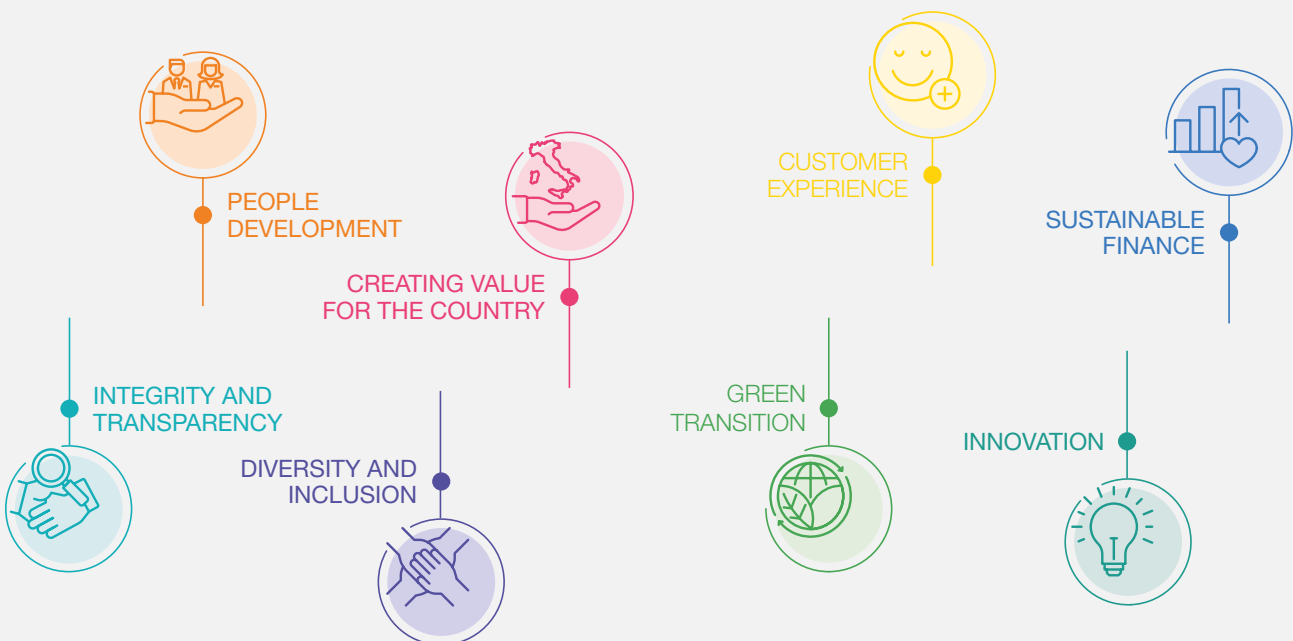 PEOPLE
DEVELOPMENT
CREATING VALUE
FOR THE COUNTRY
CUSTOMER
EXPERIENCE
SUSTAINABLE
FINANCE
INTEGRITY AND
TRANSPARENCY
DIVERSITY AND
INCLUSION
GREEN
TRANSITION
INNOVATION